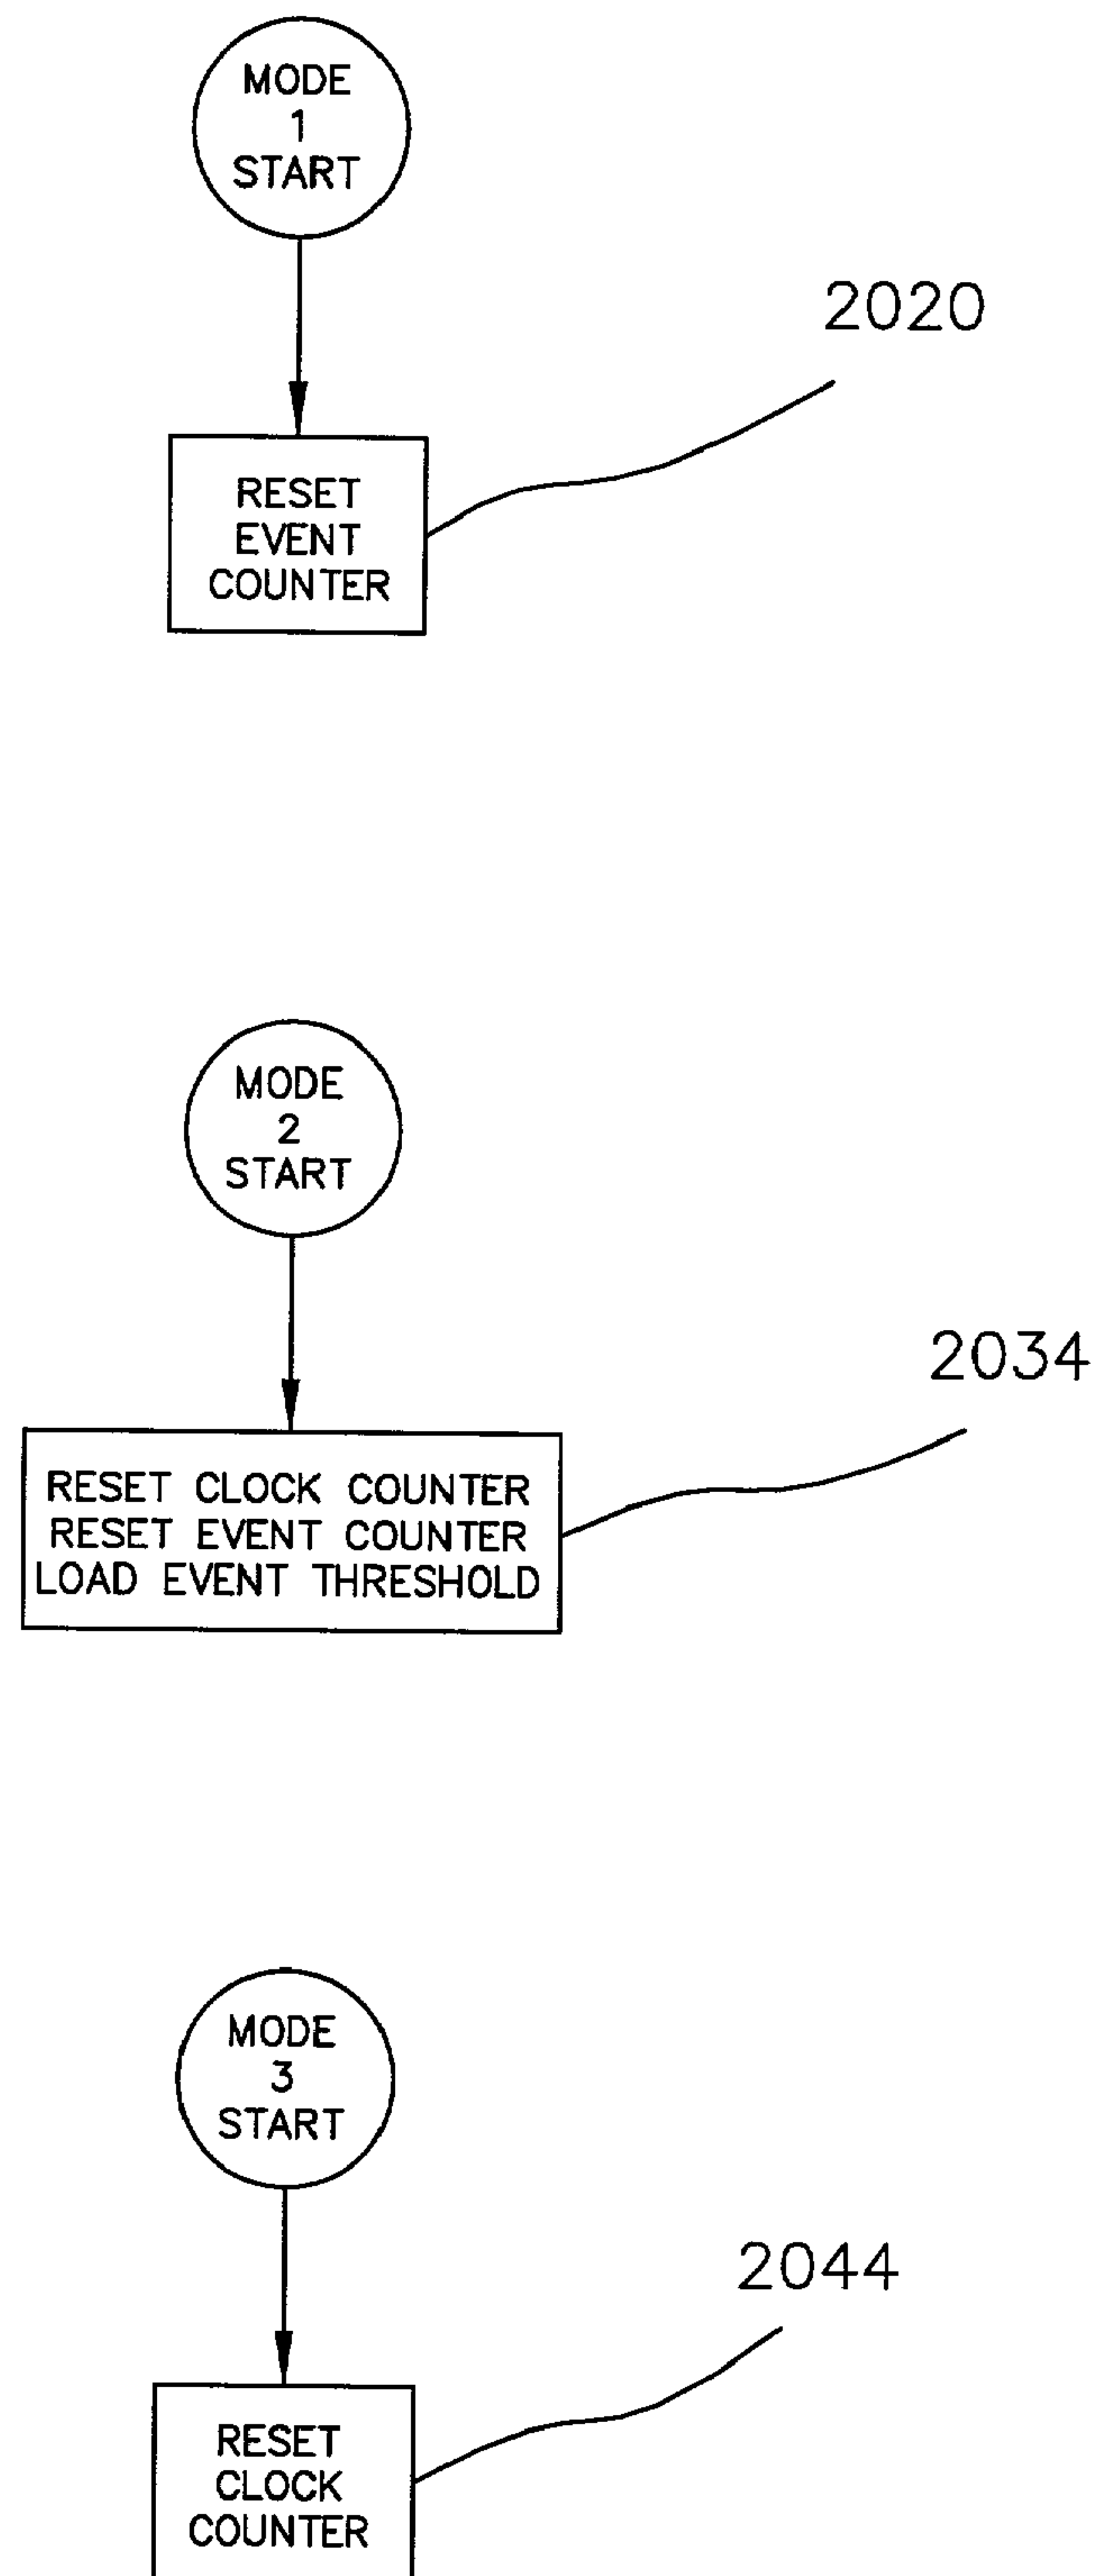 MODE
1
START
2020
RESET
EVENT
COUNTER
MODE
2
START
2034
RESET CLOCK COUNTER
RESET EVENT COUNTER
LOAD EVENT THRESHOLD
MODE
3
START
2044
RESET
CLOCK
COUNTER